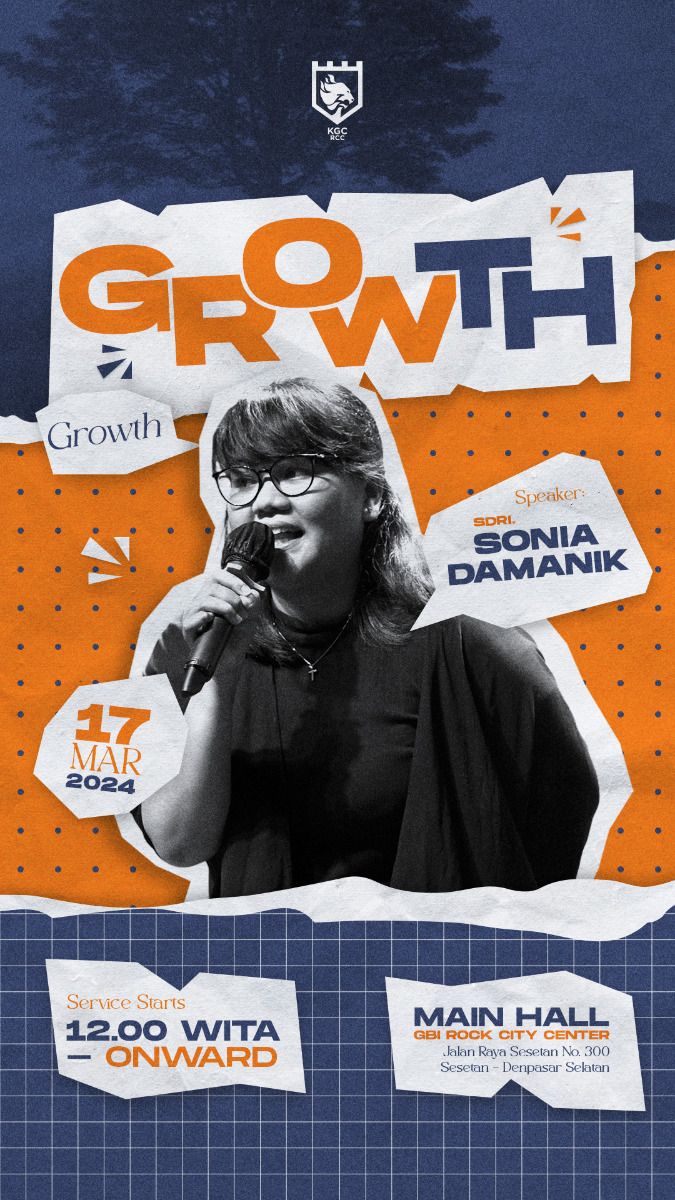 KGC
RCC
GROWTH
Growth
Speaker:
SDRI.
SONIA
DAMANIK
17
MAR
2024
Service Starts
12.00 WITA
— ONWARD
MAIN HALL
GBI ROCK CITY CENTER
Jalan Raya Sesetan No. 300
Sesetan - Denpasar Selatan